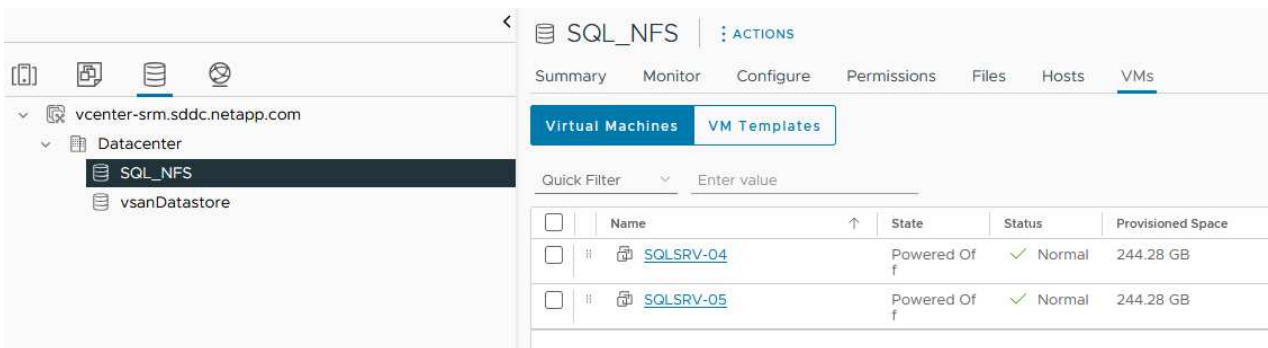 SQL_NFS
ACTIONS
Summary Monitor Configure Permissions Files Hosts VMs
vcenter-srm.sddc.netapp.com
Datacenter
SQL_NFS
vsanDatastore
Virtual Machines VM Templates
Quick Filter Enter value
Name State Status Provisioned Space
SQLSRV-04 Powered Of Normal 244.28 GB
f
SQLSRV-05 Powered Of Normal 244.28 GB
f